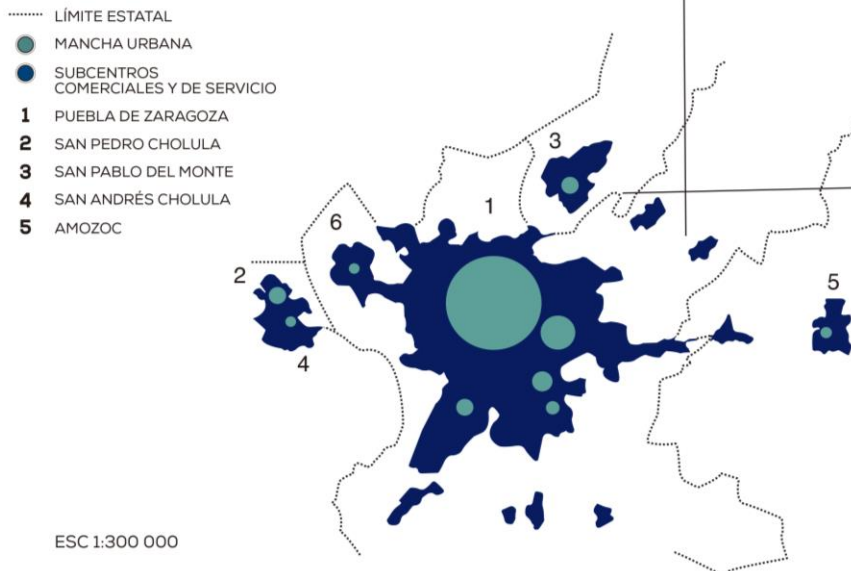 LÍMITE ESTATAL
MANCHA URBANA
SUBCENTROS
COMERCIALES Y DE SERVICIO
1 PUEBLA DE ZARAGOZA
2 SAN PEDRO CHOLULA
3 SAN PABLO DEL MONTE
4 SAN ANDRÉS CHOLULA
5 AMOZOC
3
1
6
2
5
4
ESC 1:300 000